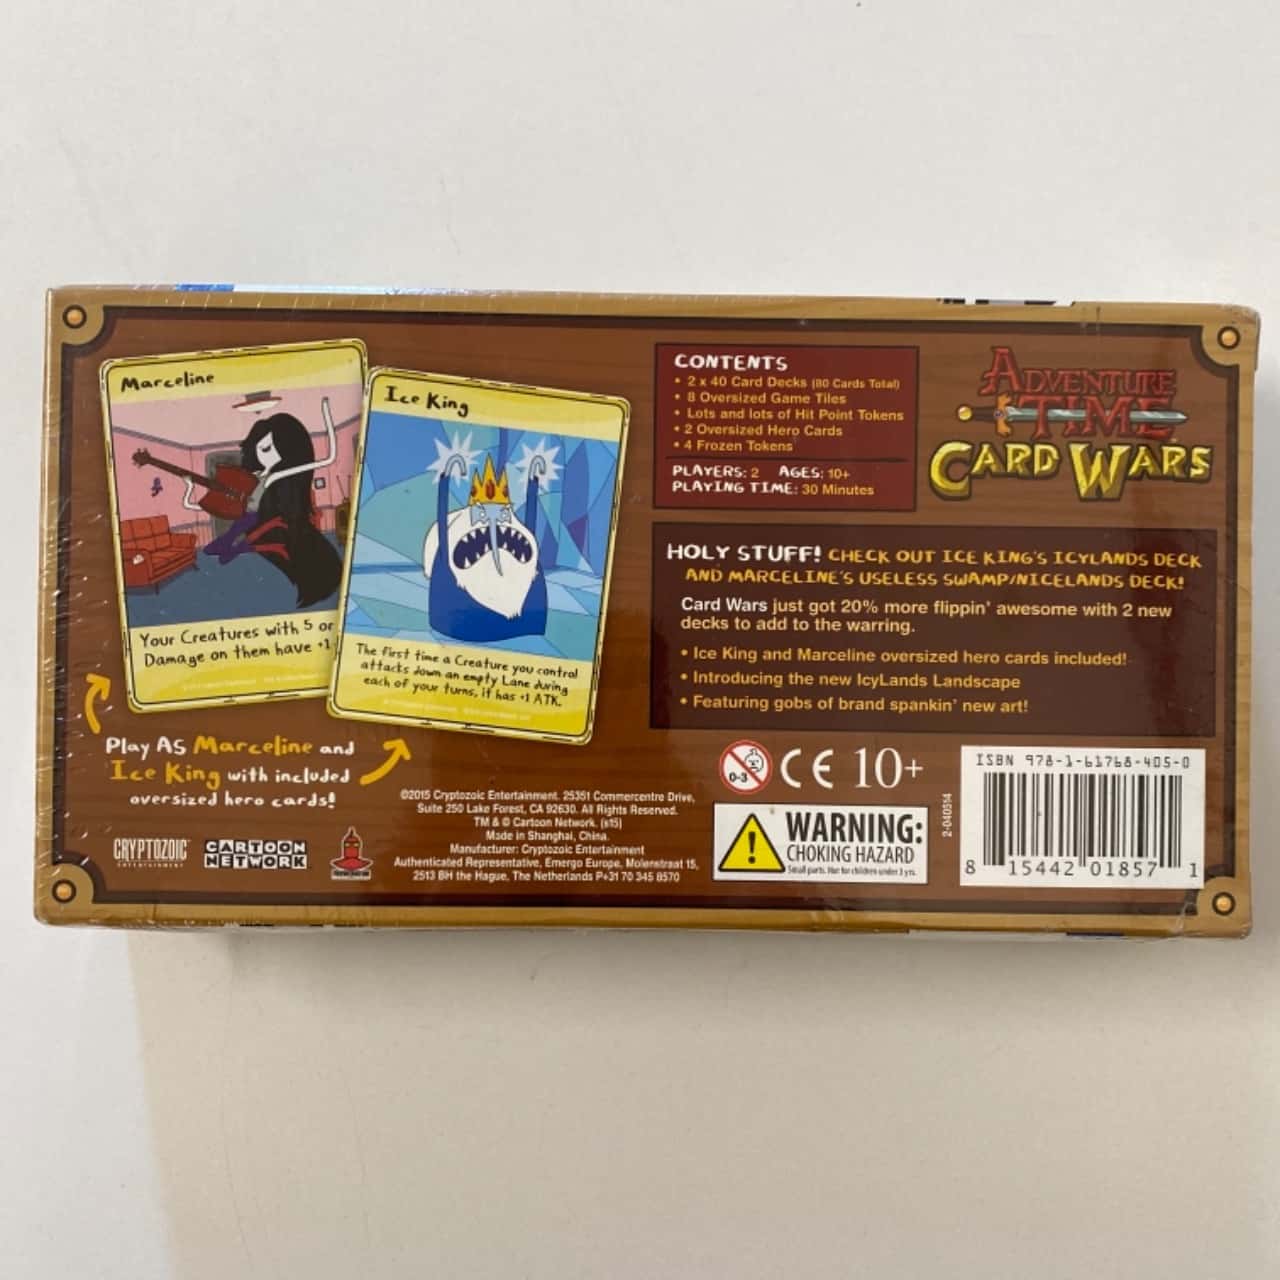 Marceline
Your Creatures with 5 or
Damage on them have +1
Ice King
The first time a Creature you control
attacks down an empty Lane during
each of your turns, it has +1 ATK.
Play As Marceline and
Ice King with included
oversized hero cards!
CRYPTOZOIC
ENTERTAINMENT
CARTOON
NETWORK
©2015 Cryptozoic Entertainment. 25351 Commercentre Drive,
Suite 250 Lake Forest, CA 92630. All Rights Reserved.
TM & © Cartoon Network. (s15)
Made in Shanghai, China.
Manufacturer: Cryptozoic Entertainment
Authenticated Representative, Emergo Europe, Molenstraat 15,
2513 BH the Hague, The Netherlands P+31 70 345 8570
CONTENTS
• 2 x 40 Card Decks (80 Cards Total)
• 8 Oversized Game Tiles
• Lots and lots of Hit Point Tokens
• 2 Oversized Hero Cards
• 4 Frozen Tokens
PLAYERS: 2 AGES: 10+
PLAYING TIME: 30 Minutes
ADVENTURE
TIME
CARD WARS
HOLY STUFF! CHECK OUT ICE KING'S ICYLANDS DECK
AND MARCELINE'S USELESS SWAMP/NICELANDS DECK!
Card Wars just got 20% more flippin' awesome with 2 new
decks to add to the warring.
• Ice King and Marceline oversized hero cards included!
• Introducing the new IcyLands Landscape
• Featuring gobs of brand spankin' new art!
0-3 CE 10+
WARNING:
CHOKING HAZARD
Small parts. Not for children under 3 yrs.
2-040514
ISBN 978-1-61768-405-0
8 15442 01857 1